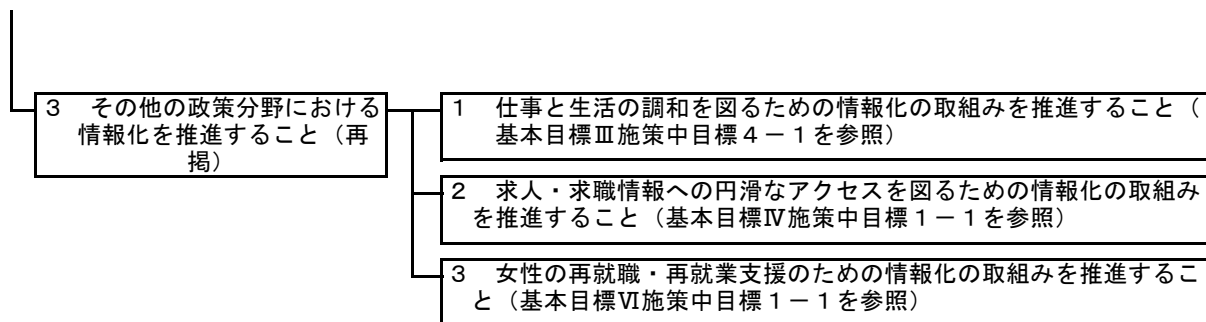 ３　その他の政策分野における
情報化を推進すること（再
掲）
１　仕事と生活の調和を図るための情報化の取組みを推進すること（
基本目標Ⅲ施策中目標４－１を参照）
２　求人・求職情報への円滑なアクセスを図るための情報化の取組み
を推進すること（基本目標Ⅳ施策中目標１－１を参照）
３　女性の再就職・再就業支援のための情報化の取組みを推進するこ
と（基本目標Ⅵ施策中目標１－１を参照）